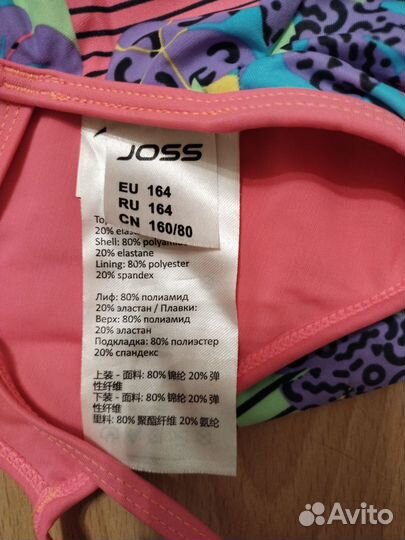 JOSS
EU 164
RU 164
CN 160/80
20%
Shell: 80%
20% elastane
Lining: 80% polyester
20% spandex
Лиф: 80% полиамид
20% эластан / Плавки:
Верх: 80% полиамид
20% эластан
Подкладка: 80% полиэстер
20% спандекс
上装 - 面料: 80% 锦纶 20% 弹
性纤维
下装 - 面料: 80% 锦纶 20% 弹
性纤维
里料: 80% 聚酯纤维 20% 氨纶
Avito